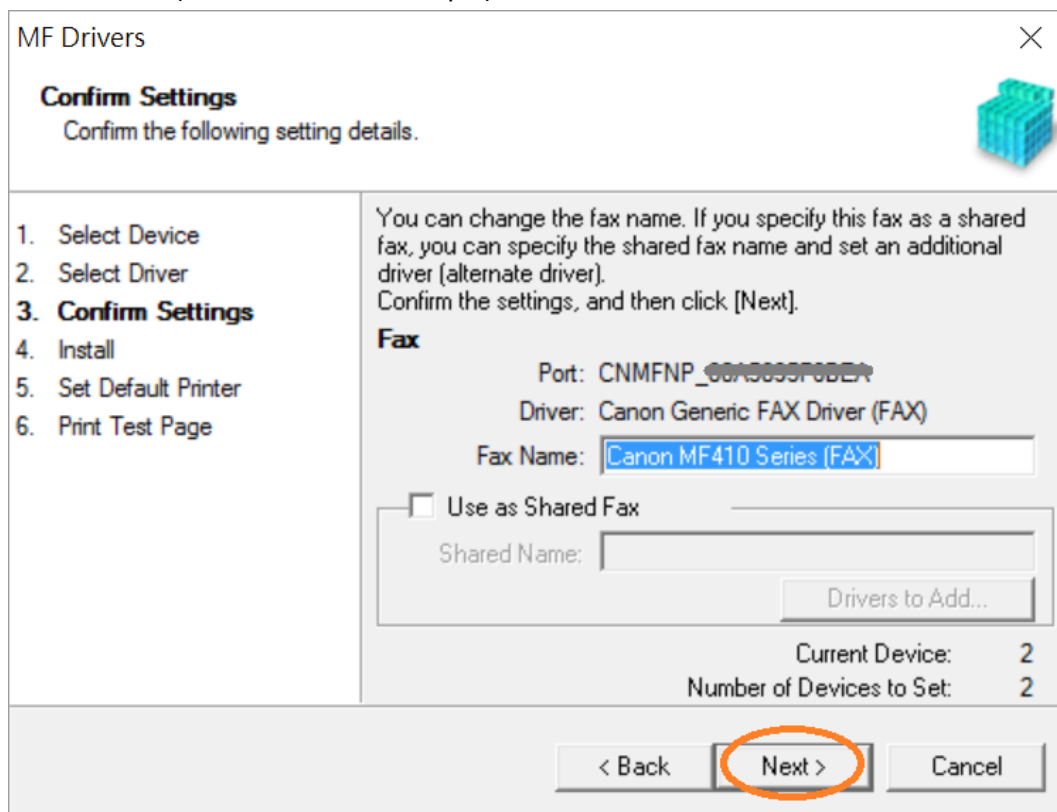 MF Drivers
Confirm Settings
Confirm the following setting details.
1. Select Device
2. Select Driver
3. Confirm Settings
4. Install
5. Set Default Printer
6. Print Test Page
You can change the fax name. If you specify this fax as a shared
fax, you can specify the shared fax name and set an additional
driver (alternate driver).
Confirm the settings, and then click [Next].
Fax
Port: CNMFNP_
Driver: Canon Generic FAX Driver (FAX)
Fax Name: Canon MF410 Series (FAX)
Use as Shared Fax
Shared Name:
Drivers to Add...
Current Device: 2
Number of Devices to Set: 2
< Back Next > Cancel